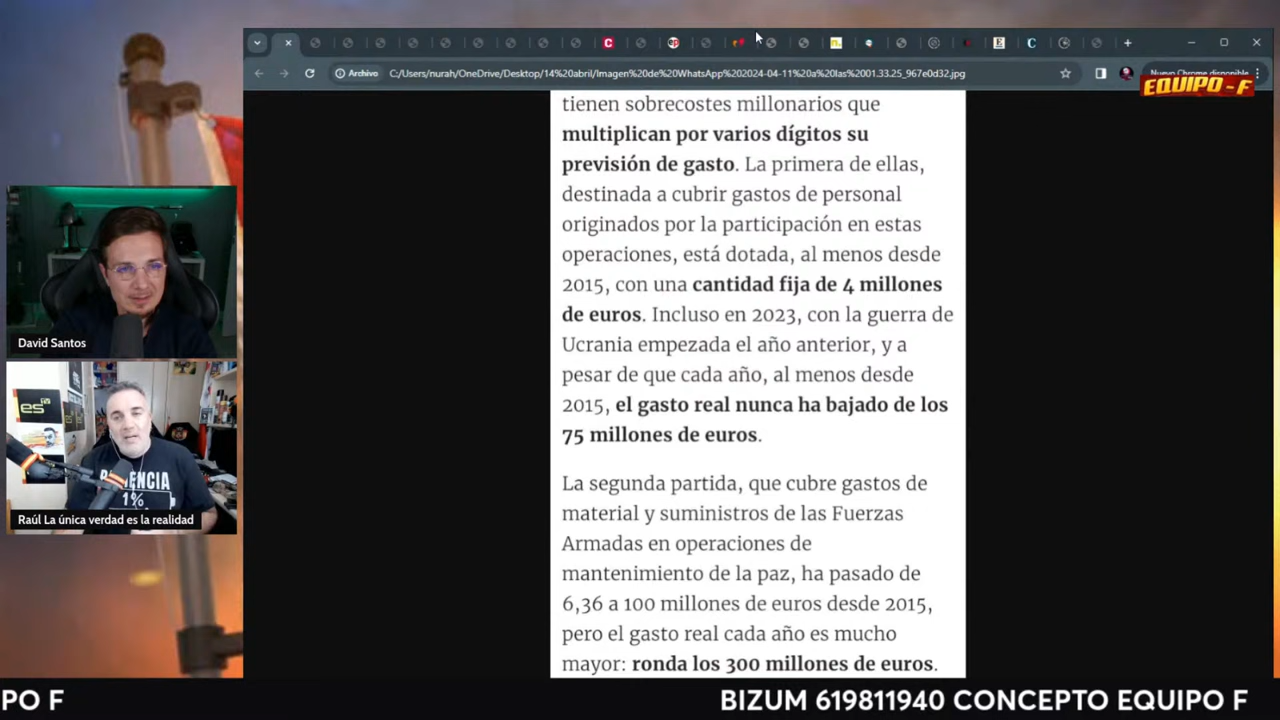 Archivo
C:/Users/nurah/OneDrive/Desktop/14%20abril/Imagen%20de%20WhatsApp%202024-04-11%20a%20las%2001.33.25_967e0d32.jpg
Nuevo Chrome disponible
EQUIPO-F
tienen sobrecostes millonarios que
multiplican por varios dígitos su
previsión de gasto. La primera de ellas,
destinada a cubrir gastos de personal
originados por la participación en estas
operaciones, está dotada, al menos desde
2015, con una cantidad fija de 4 millones
de euros. Incluso en 2023, con la guerra de
Ucrania empezada el año anterior, y a
pesar de que cada año, al menos desde
2015, el gasto real nunca ha bajado de los
75 millones de euros.
La segunda partida, que cubre gastos de
material y suministros de las Fuerzas
Armadas en operaciones de
mantenimiento de la paz, ha pasado de
6,36 a 100 millones de euros desde 2015,
pero el gasto real cada año es mucho
mayor: ronda los 300 millones de euros.
David Santos
es
1%
Raúl La única verdad es la realidad
PO F
BIZUM 619811940 CONCEPTO EQUIPO F